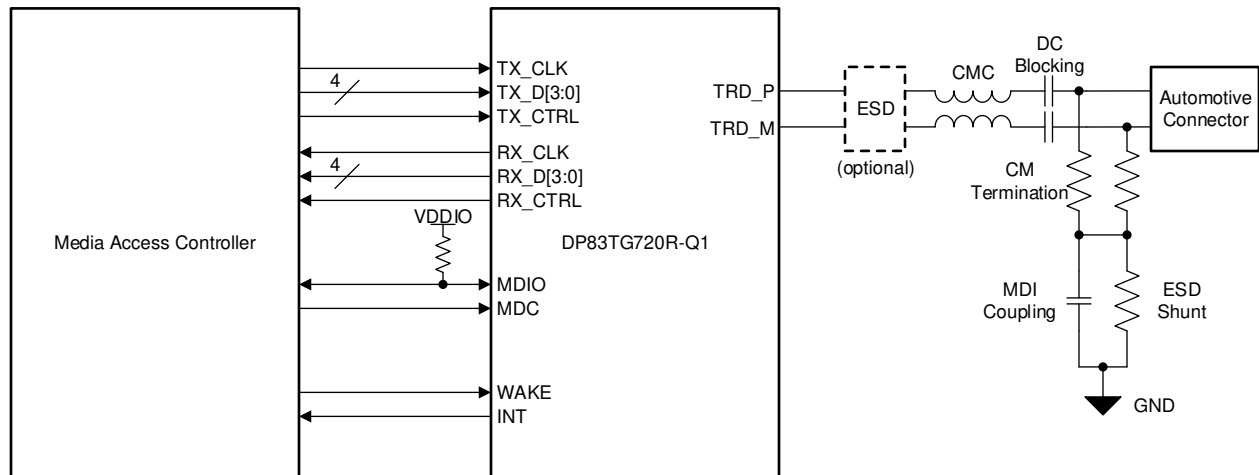 TX_CLK
4
TX_D[3:0]
TX_CTRL
RX_CLK
4
RX_D[3:0]
RX_CTRL
VDDIO
Media Access Controller
DP83TG720R-Q1
MDIO
MDC
WAKE
INT
TRD_P
TRD_M
ESD
(optional)
CMC
DC
Blocking
Automotive
Connector
CM
Termination
MDI
Coupling
ESD
Shunt
GND